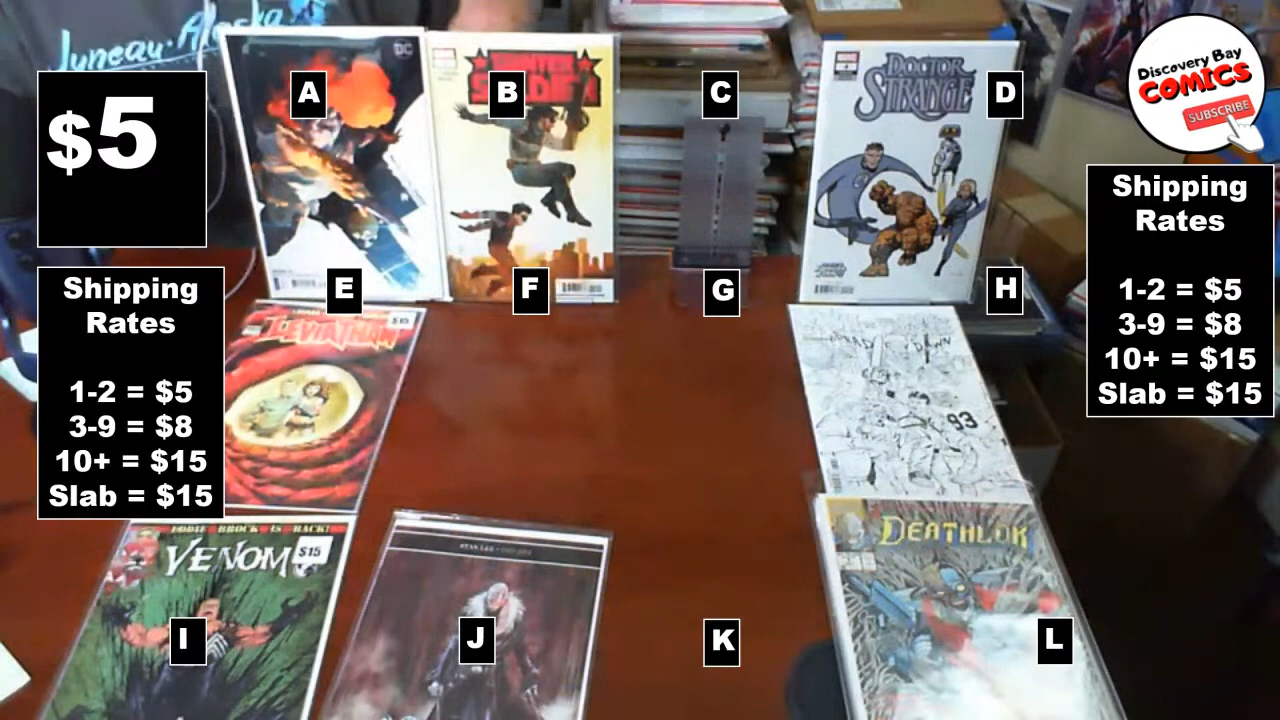 Juneau. Alaska
$5
A
B
C
D
E
F
G
H
I
J
K
L
Discovery Bay
COMICS
SUBSCRIBE
Shipping
Rates
1-2 = $5
3-9 = $8
10+ = $15
Slab = $15
Shipping
Rates
1-2 = $5
3-9 = $8
10+ = $15
Slab = $15
DC
WINTER
SOLDIER
DOCTOR
STRANGE
LEVIATHAN
93
EDDIE BROCK IS BACK!
VENOM
$15
STAN LEE
DEATHLOK